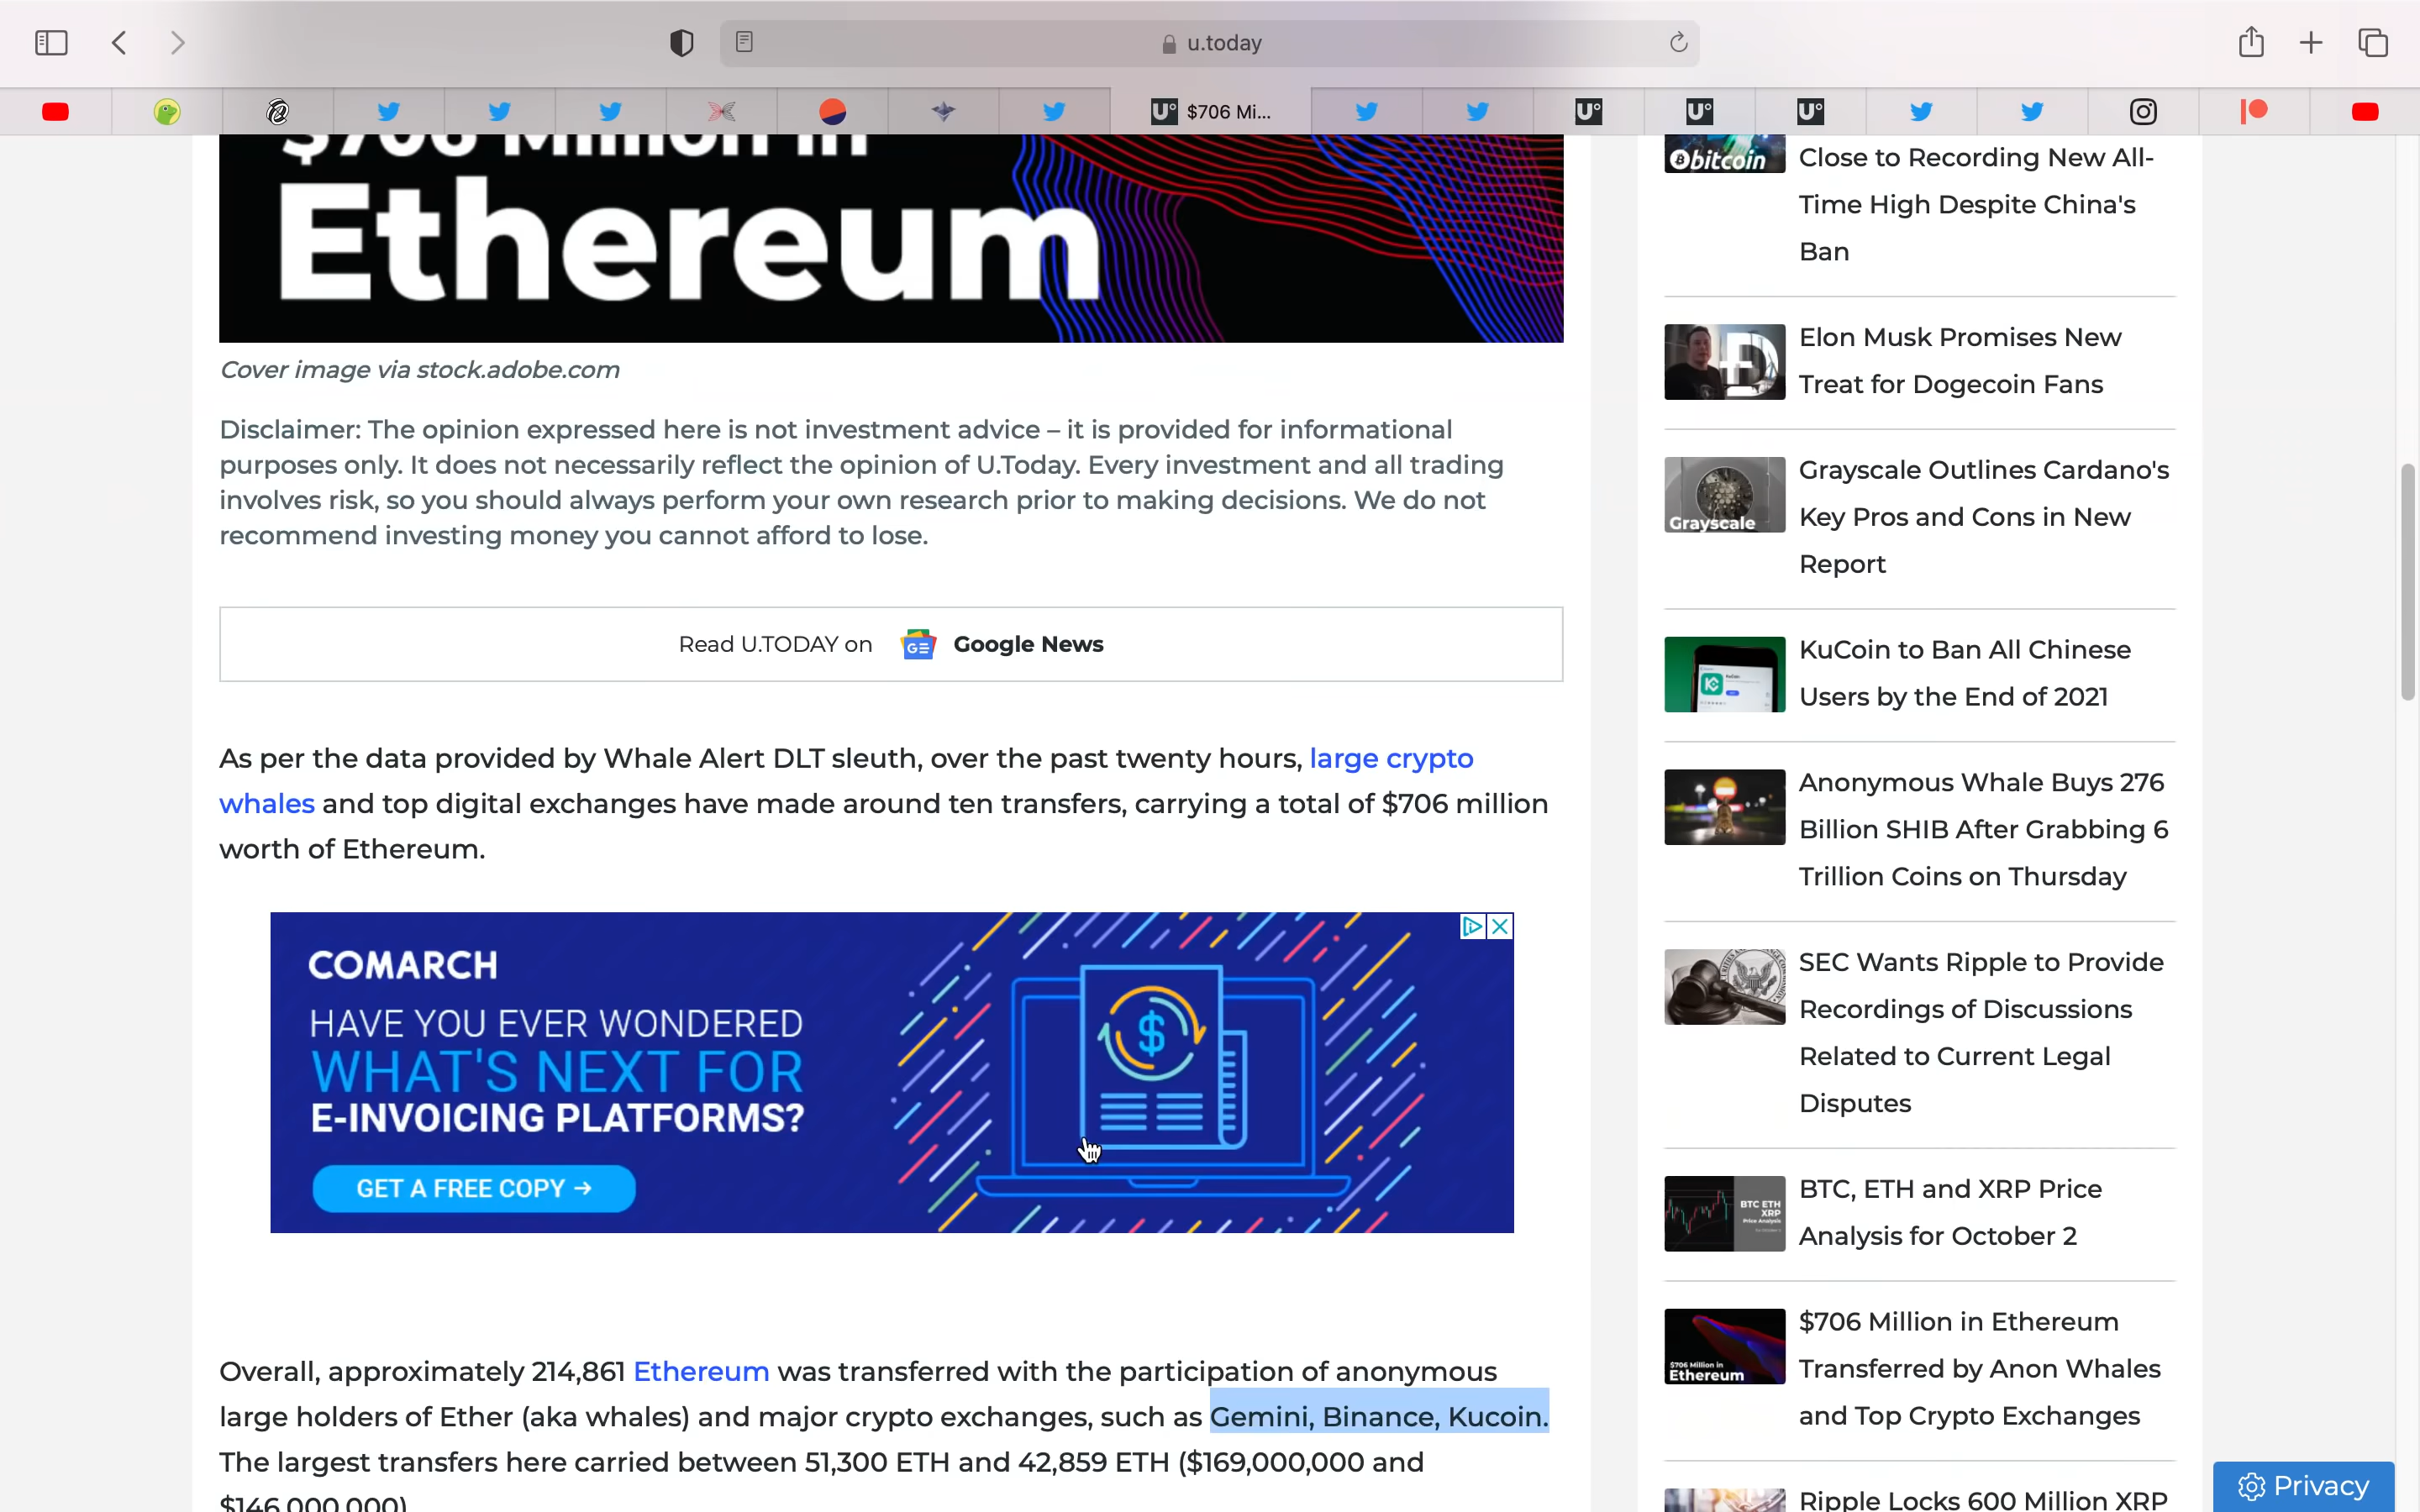 u.today
$706 Mi...
$706 Million in
Ethereum
Cover image via stock.adobe.com
Disclaimer: The opinion expressed here is not investment advice – it is provided for informational
purposes only. It does not necessarily reflect the opinion of U.Today. Every investment and all trading
involves risk, so you should always perform your own research prior to making decisions. We do not
recommend investing money you cannot afford to lose.
Read U.TODAY on GE Google News
As per the data provided by Whale Alert DLT sleuth, over the past twenty hours, large crypto
whales and top digital exchanges have made around ten transfers, carrying a total of $706 million
worth of Ethereum.
COMARCH
HAVE YOU EVER WONDERED
WHAT'S NEXT FOR
E-INVOICING PLATFORMS?
GET A FREE COPY →
$
Overall, approximately 214,861 Ethereum was transferred with the participation of anonymous
large holders of Ether (aka whales) and major crypto exchanges, such as Gemini, Binance, Kucoin.
The largest transfers here carried between 51,300 ETH and 42,859 ETH ($169,000,000 and
$146,000,000)
bitcoin
Close to Recording New All-
Time High Despite China's
Ban
Elon Musk Promises New
Treat for Dogecoin Fans
Grayscale
Grayscale Outlines Cardano's
Key Pros and Cons in New
Report
KuCoin to Ban All Chinese
Users by the End of 2021
Anonymous Whale Buys 276
Billion SHIB After Grabbing 6
Trillion Coins on Thursday
SEC Wants Ripple to Provide
Recordings of Discussions
Related to Current Legal
Disputes
BTC ETH
XRP
Price Analysis
BTC, ETH and XRP Price
Analysis for October 2
$706 Million in
Ethereum
$706 Million in Ethereum
Transferred by Anon Whales
and Top Crypto Exchanges
Ripple Locks 600 Million XRP
Privacy